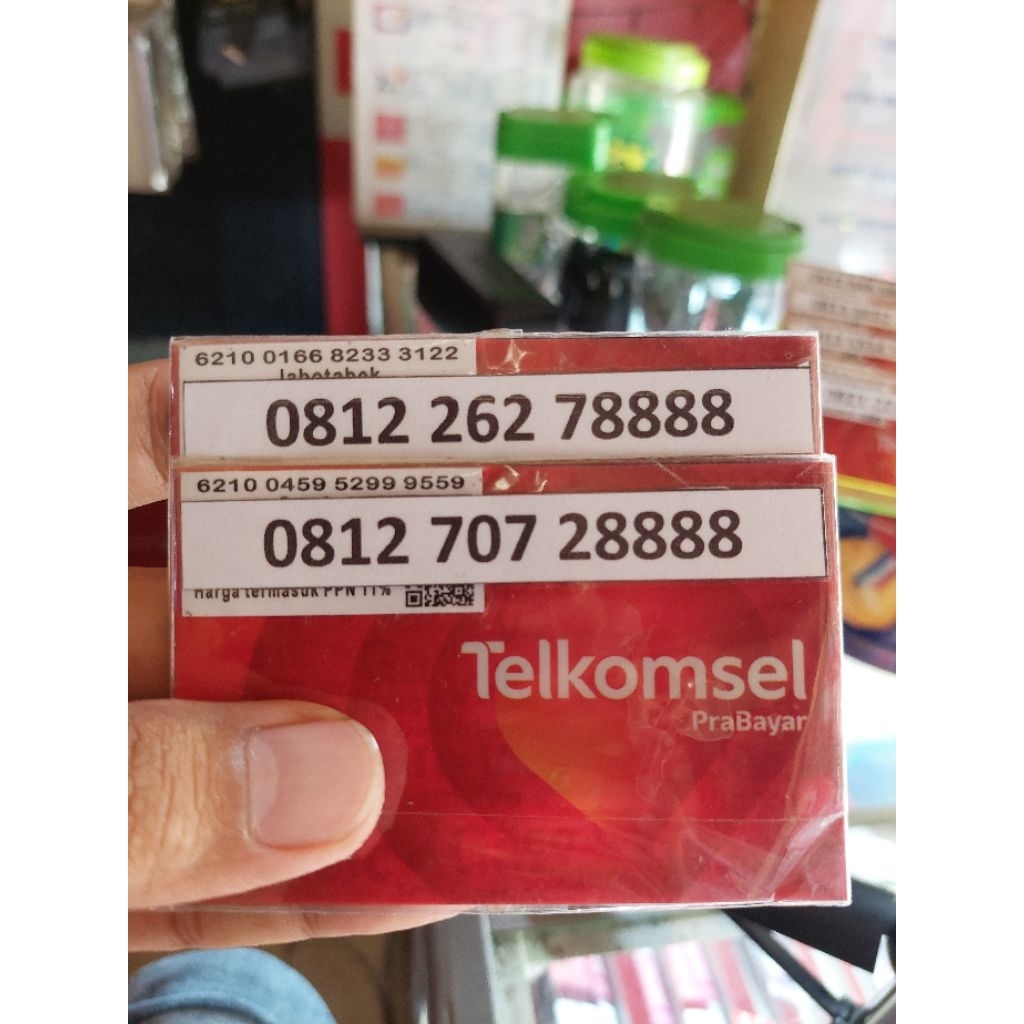 6210 0166 8233 3122
Jabotabek
0812 262 78888
6210 0459 5299 9559
0812 707 28888
Harga termasuk PPN 11%
Telkomsel
PraBayar